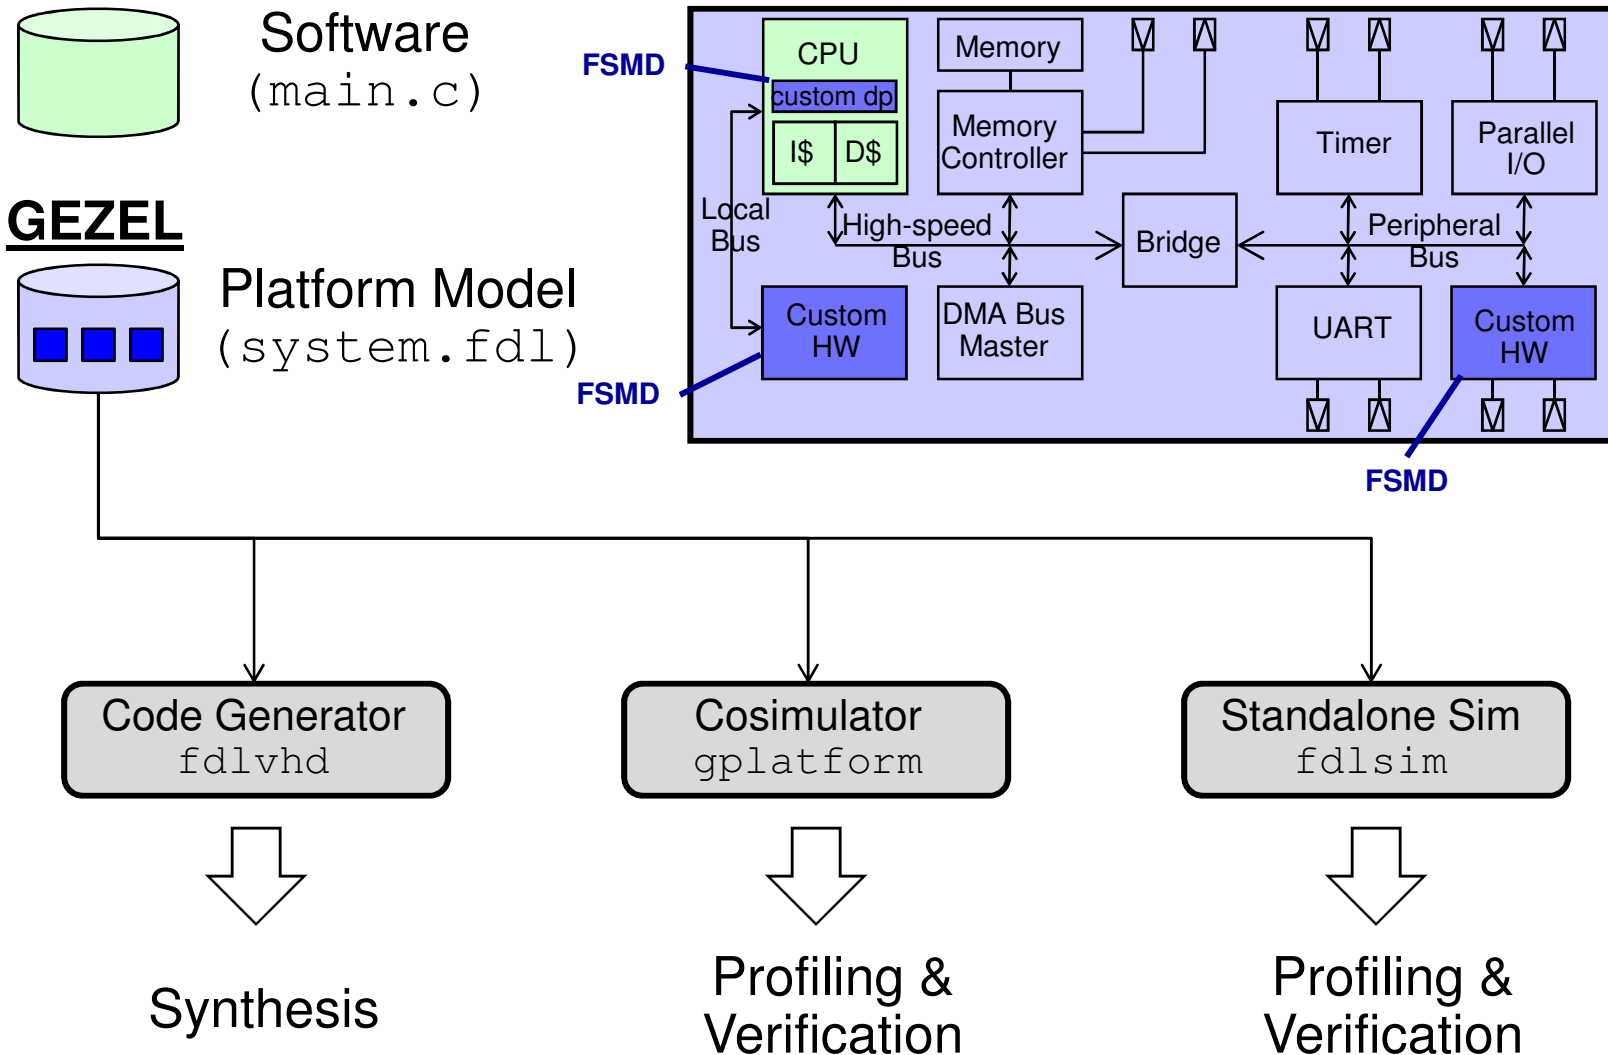 Software
(main.c)
GEZEL
Platform Model
(system.fdl)
FSMD
CPU
custom dp
I$
D$
Memory
Memory
Controller
Timer
Parallel
I/O
Local
Bus
High-speed
Bus
Bridge
Peripheral
Bus
Custom
HW
DMA Bus
Master
UART
Custom
HW
FSMD
FSMD
Code Generator
fdlvhd
Cosimulator
gplatform
Standalone Sim
fdlsim
Synthesis
Profiling &
Verification
Profiling &
Verification